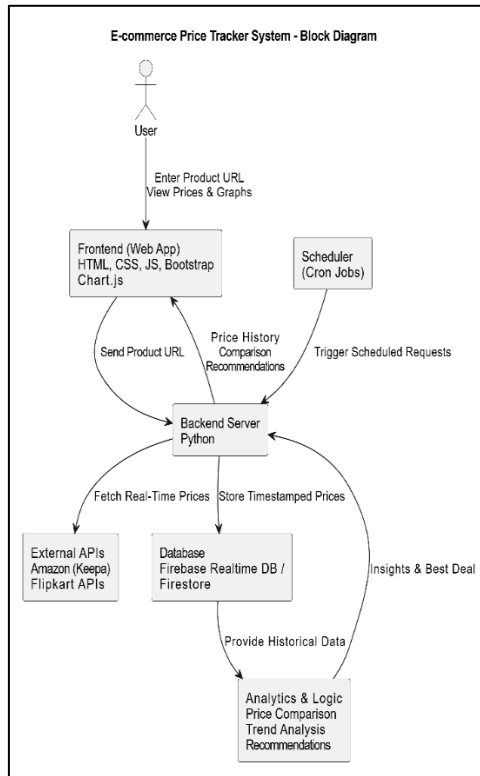 E-commerce Price Tracker System - Block Diagram
User
Enter Product URL
View Prices & Graphs
Frontend (Web App)
HTML, CSS, JS, Bootstrap
Chart.js
Scheduler
(Cron Jobs)
Send Product URL
Price History
Comparison
Recommendations
Trigger Scheduled Requests
Backend Server
Python
Fetch Real-Time Prices
Store Timestamped Prices
External APIs
Amazon (Keepa)
Flipkart APIs
Database
Firebase Realtime DB /
Firestore
Insights & Best Deal
Provide Historical Data
Analytics & Logic
Price Comparison
Trend Analysis
Recommendations